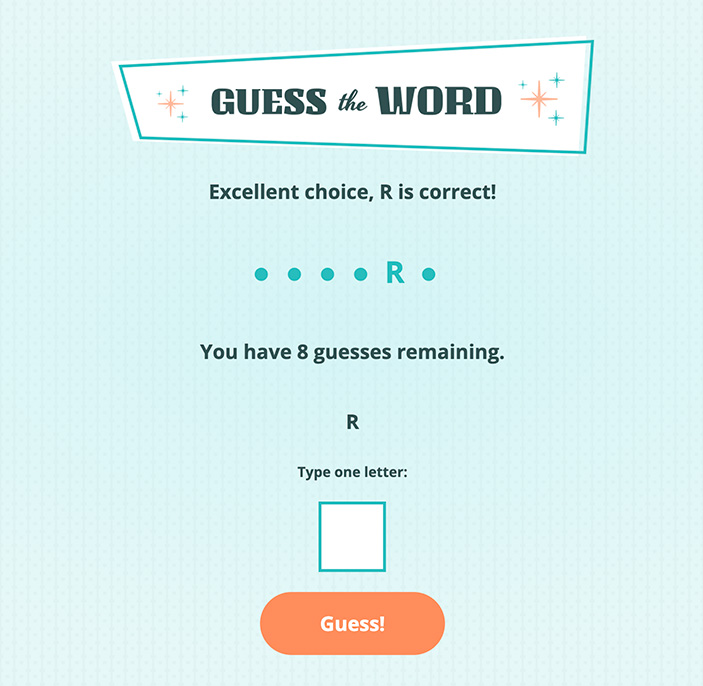 GUESS the WORD
Excellent choice, R is correct!
● ● ● ● R ●
You have 8 guesses remaining.
R
Type one letter:
Guess!